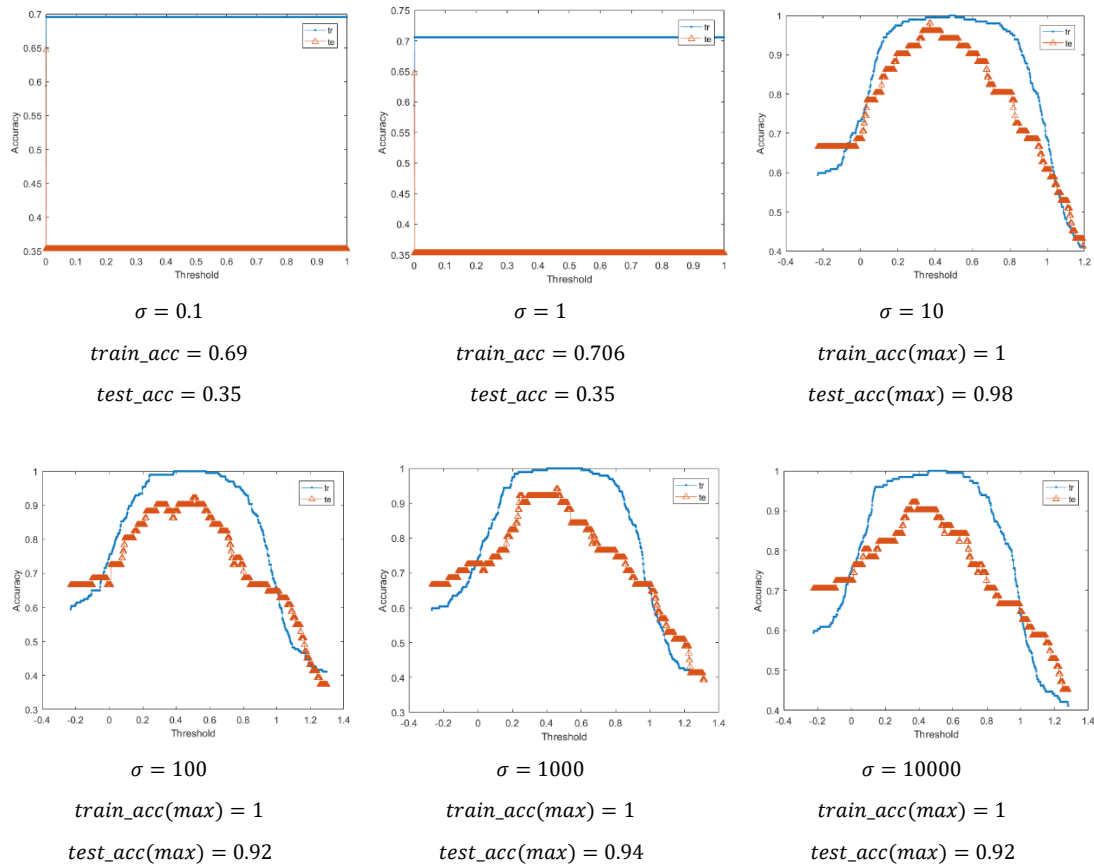 0.7
0.65
0.6
0.55
0.5
0.45
0.4
0.35
Accuracy
tr
te
0 0.1 0.2 0.3 0.4 0.5 0.6 0.7 0.8 0.9 1
Threshold
σ = 0.1
train_acc = 0.69
test_acc = 0.35
0.75
0.7
0.65
0.6
0.55
0.5
0.45
0.4
0.35
Accuracy
tr
te
0 0.1 0.2 0.3 0.4 0.5 0.6 0.7 0.8 0.9 1
Threshold
σ = 1
train_acc = 0.706
test_acc = 0.35
1
0.9
0.8
0.7
0.6
0.5
0.4
Accuracy
tr
te
-0.4 -0.2 0 0.2 0.4 0.6 0.8 1 1.2
Threshold
σ = 10
train_acc(max) = 1
test_acc(max) = 0.98
1
0.9
0.8
0.7
0.6
0.5
0.4
0.3
Accuracy
tr
te
-0.4 -0.2 0 0.2 0.4 0.6 0.8 1 1.2 1.4
Threshold
σ = 100
train_acc(max) = 1
test_acc(max) = 0.92
1
0.9
0.8
0.7
0.6
0.5
0.4
0.3
Accuracy
tr
te
-0.4 -0.2 0 0.2 0.4 0.6 0.8 1 1.2 1.4
Threshold
σ = 1000
train_acc(max) = 1
test_acc(max) = 0.94
1
0.9
0.8
0.7
0.6
0.5
0.4
Accuracy
tr
te
-0.4 -0.2 0 0.2 0.4 0.6 0.8 1 1.2 1.4
Threshold
σ = 10000
train_acc(max) = 1
test_acc(max) = 0.92